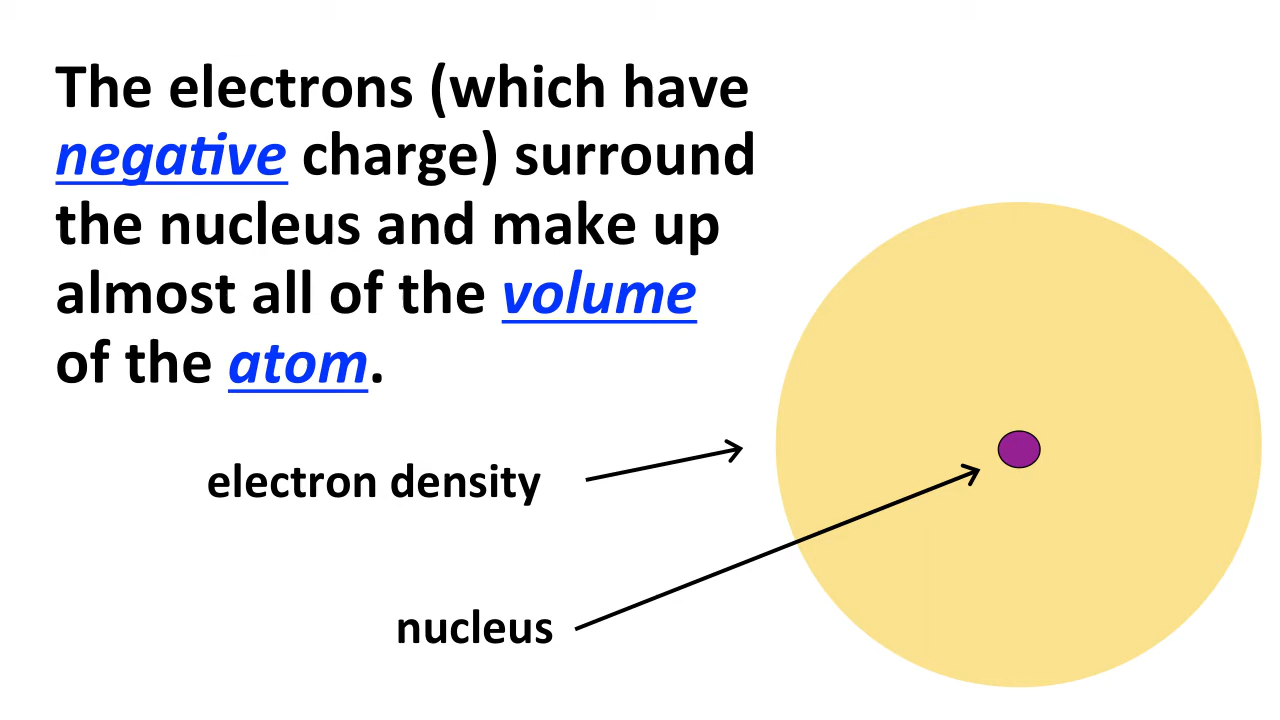 The electrons (which have
negative charge) surround
the nucleus and make up
almost all of the volume
of the atom.
electron density
nucleus